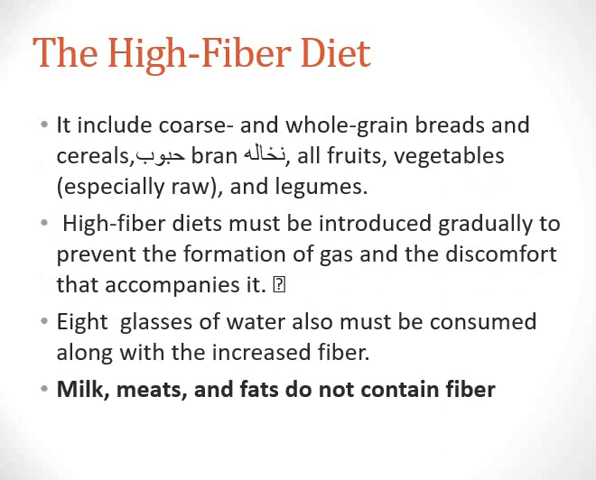 The High-Fiber Diet
• It include coarse- and whole-grain breads and
cereals,حبوب bran نخاله, all fruits, vegetables
(especially raw), and legumes.
• High-fiber diets must be introduced gradually to
prevent the formation of gas and the discomfort
that accompanies it. ⍰
• Eight glasses of water also must be consumed
along with the increased fiber.
• Milk, meats, and fats do not contain fiber